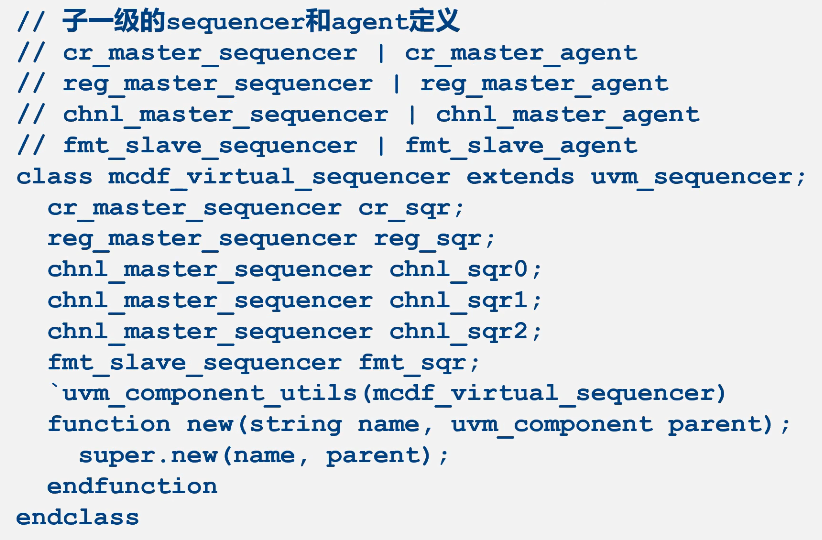 // 子一级的sequencer和agent定义
// cr_master_sequencer | cr_master_agent
// reg_master_sequencer | reg_master_agent
// chnl_master_sequencer | chnl_master_agent
// fmt_slave_sequencer | fmt_slave_agent
class mcdf_virtual_sequencer extends uvm_sequencer;
  cr_master_sequencer cr_sqr;
  reg_master_sequencer reg_sqr;
  chnl_master_sequencer chnl_sqr0;
  chnl_master_sequencer chnl_sqr1;
  chnl_master_sequencer chnl_sqr2;
  fmt_slave_sequencer fmt_sqr;
  `uvm_component_utils(mcdf_virtual_sequencer)
  function new(string name, uvm_component parent);
    super.new(name, parent);
  endfunction
endclass